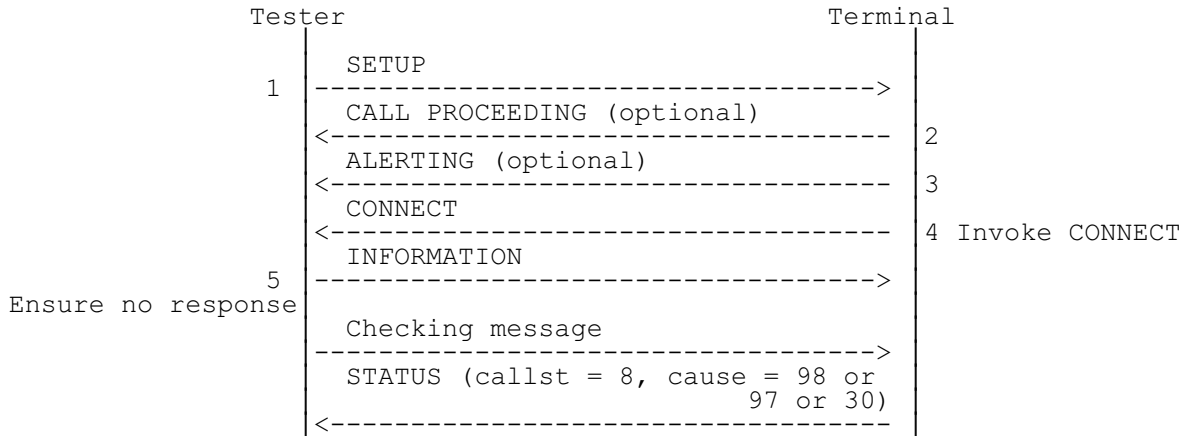 Tester Terminal
SETUP
1 |----------------------------------->
CALL PROCEEDING (optional)
|<----------------------------------- |2
ALERTING (optional)
|<----------------------------------- |3
CONNECT
|<----------------------------------- |4 Invoke CONNECT
INFORMATION
5 |----------------------------------->
Ensure no response
Checking message
|----------------------------------->
STATUS (callst = 8, cause = 98 or
97 or 30)
|<-----------------------------------